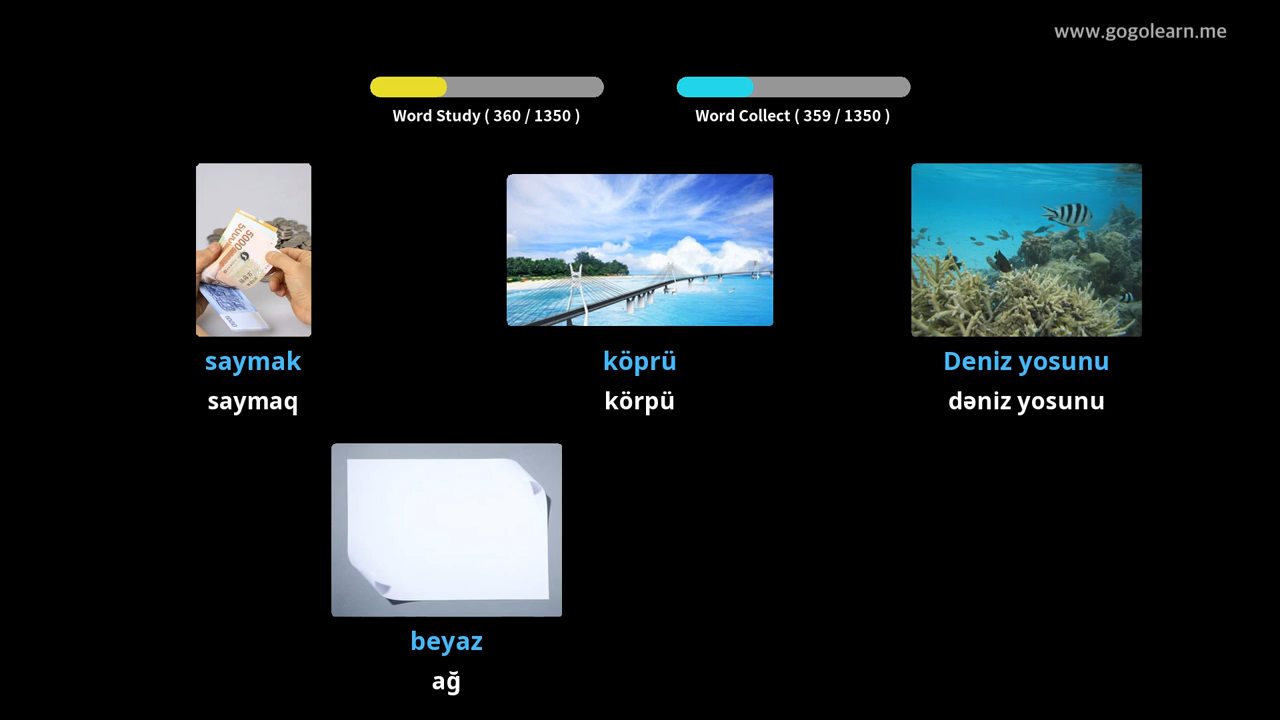 www.gogolearn.me
Word Study ( 360 / 1350 )
Word Collect ( 359 / 1350 )
saymak
saymaq
köprü
körpü
Deniz yosunu
dəniz yosunu
beyaz
ağ